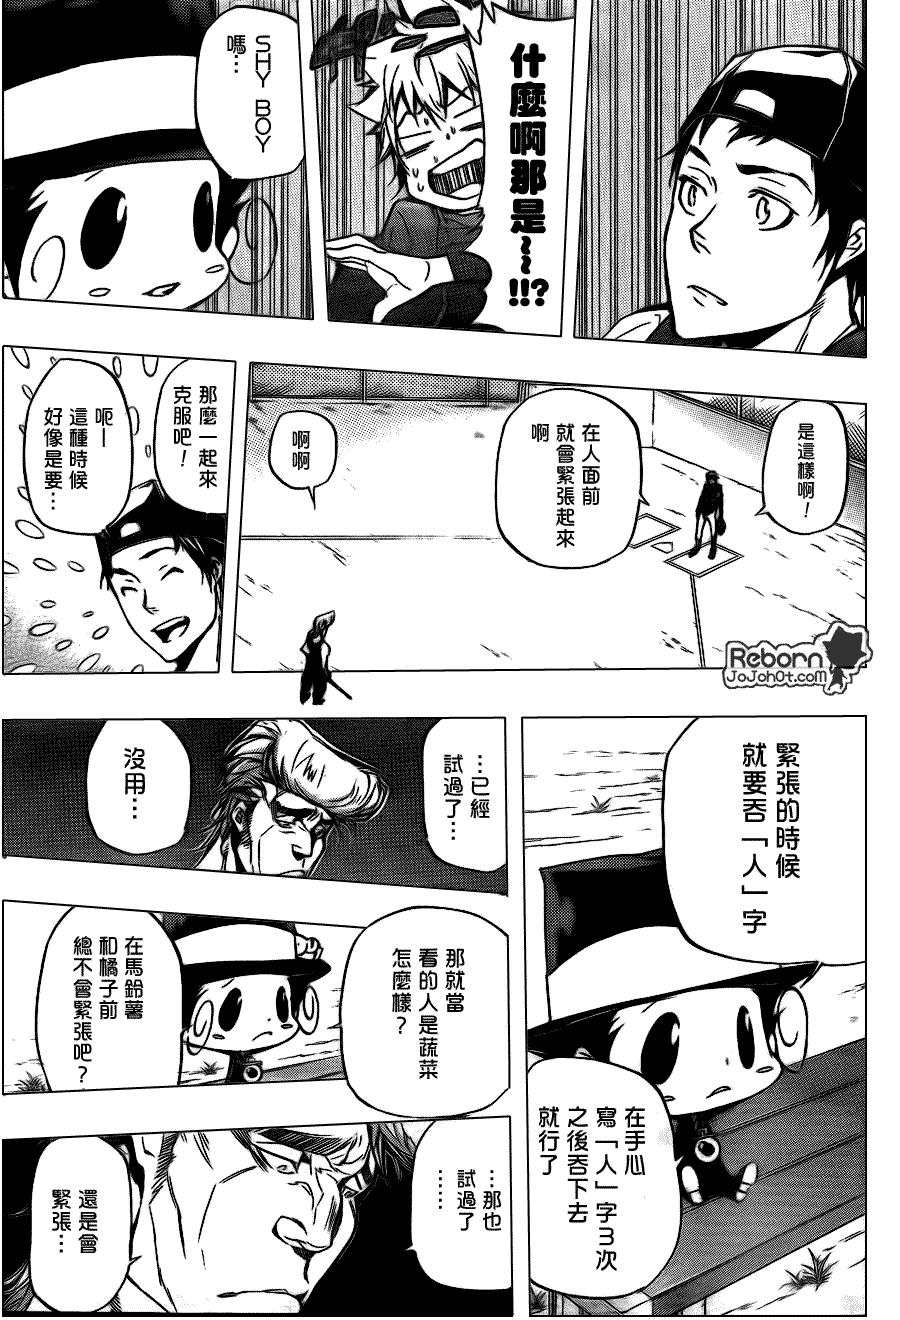 什麼啊那是~~!!?
SHY BOY
嗎…
是這樣啊！
在人面前
就會緊張起來
啊
啊啊
那麼一起來
克服吧！
呃—
這種時候
好像是要…
Reborn
JoJoHOt.com
緊張的時候
就要吞「人」字
在手心
寫「人」字3次
之後吞下去
就行了
…已經
試過了…
沒用…
那就當
看的人是蔬菜
怎麼樣？
在馬鈴薯
和橘子前
總不會緊張吧？
…那也
試過了
……
還是會
緊張…